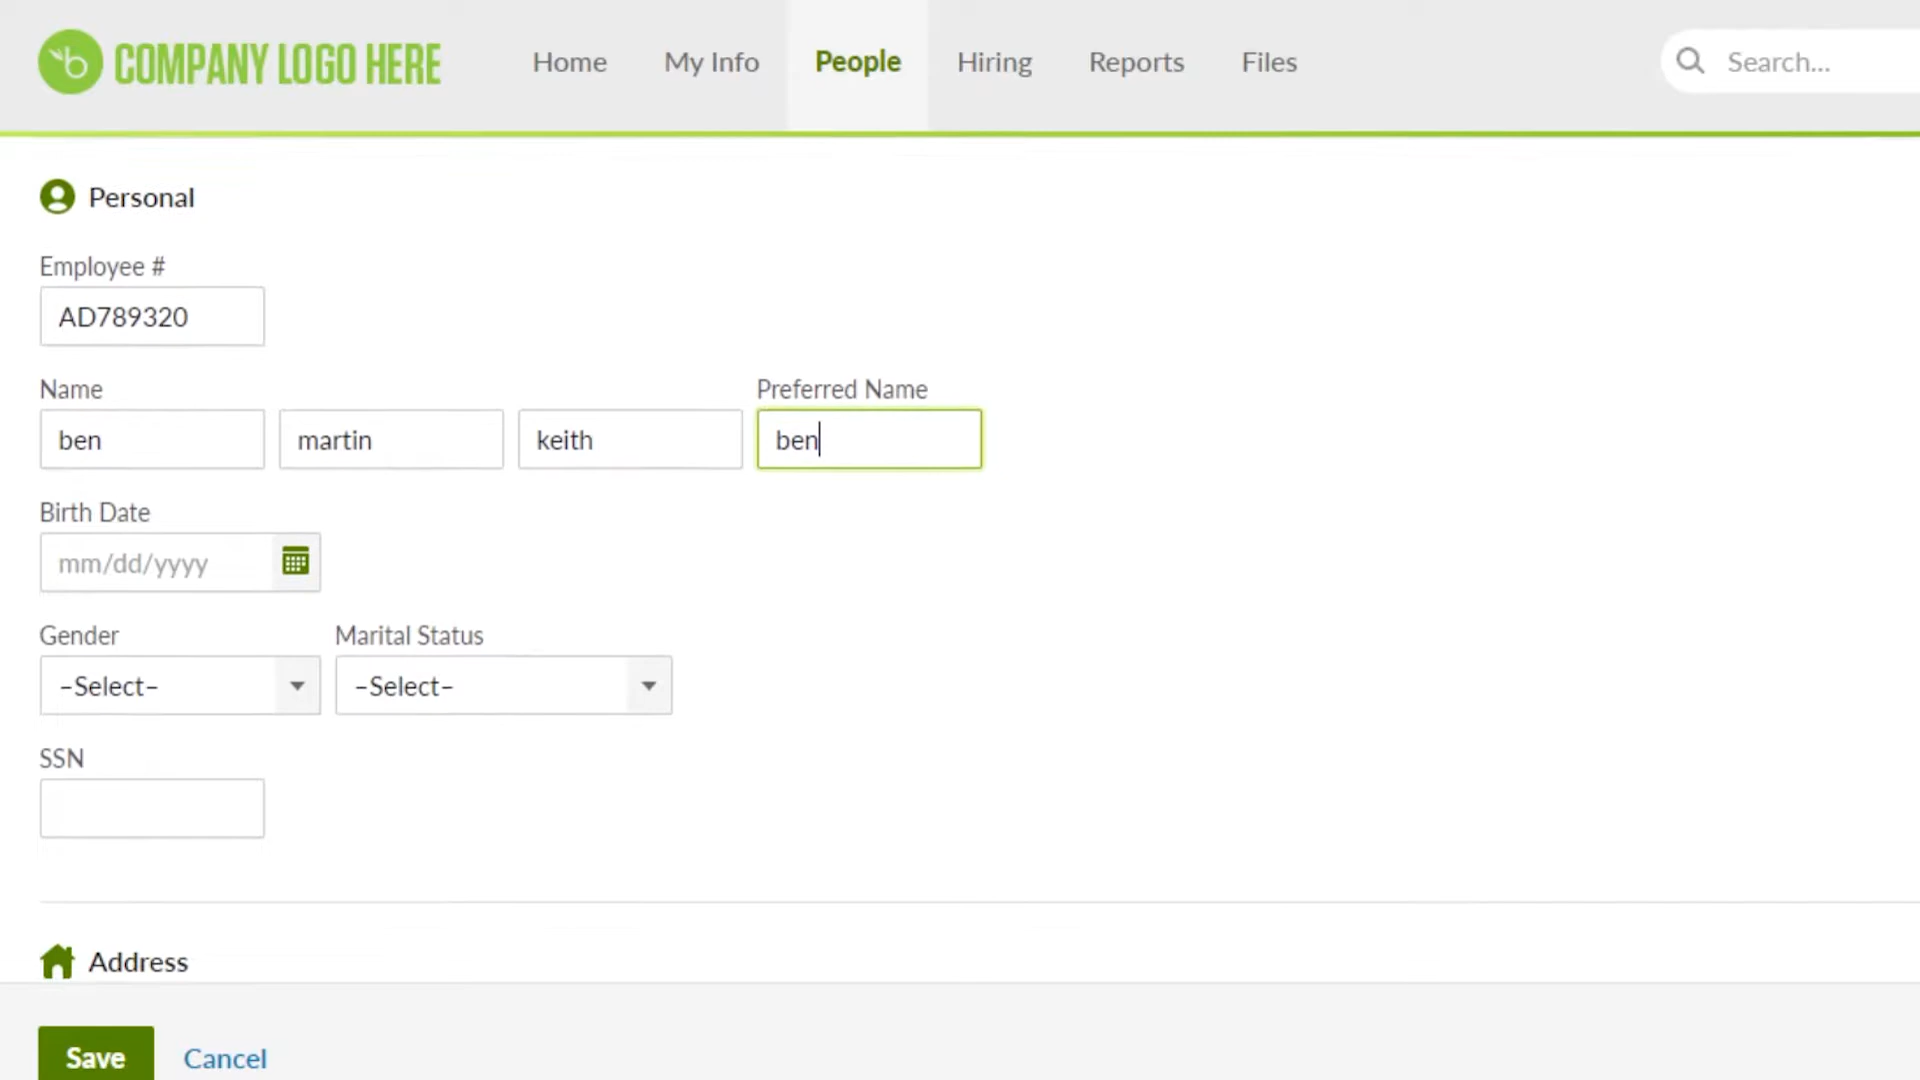 b COMPANY LOGO HERE Home My Info People Hiring Reports Files Search...
Personal
Employee #
AD789320
Name Preferred Name
ben martin keith ben
Birth Date
mm/dd/yyyy
Gender Marital Status
–Select– –Select–
SSN
Address
Save Cancel